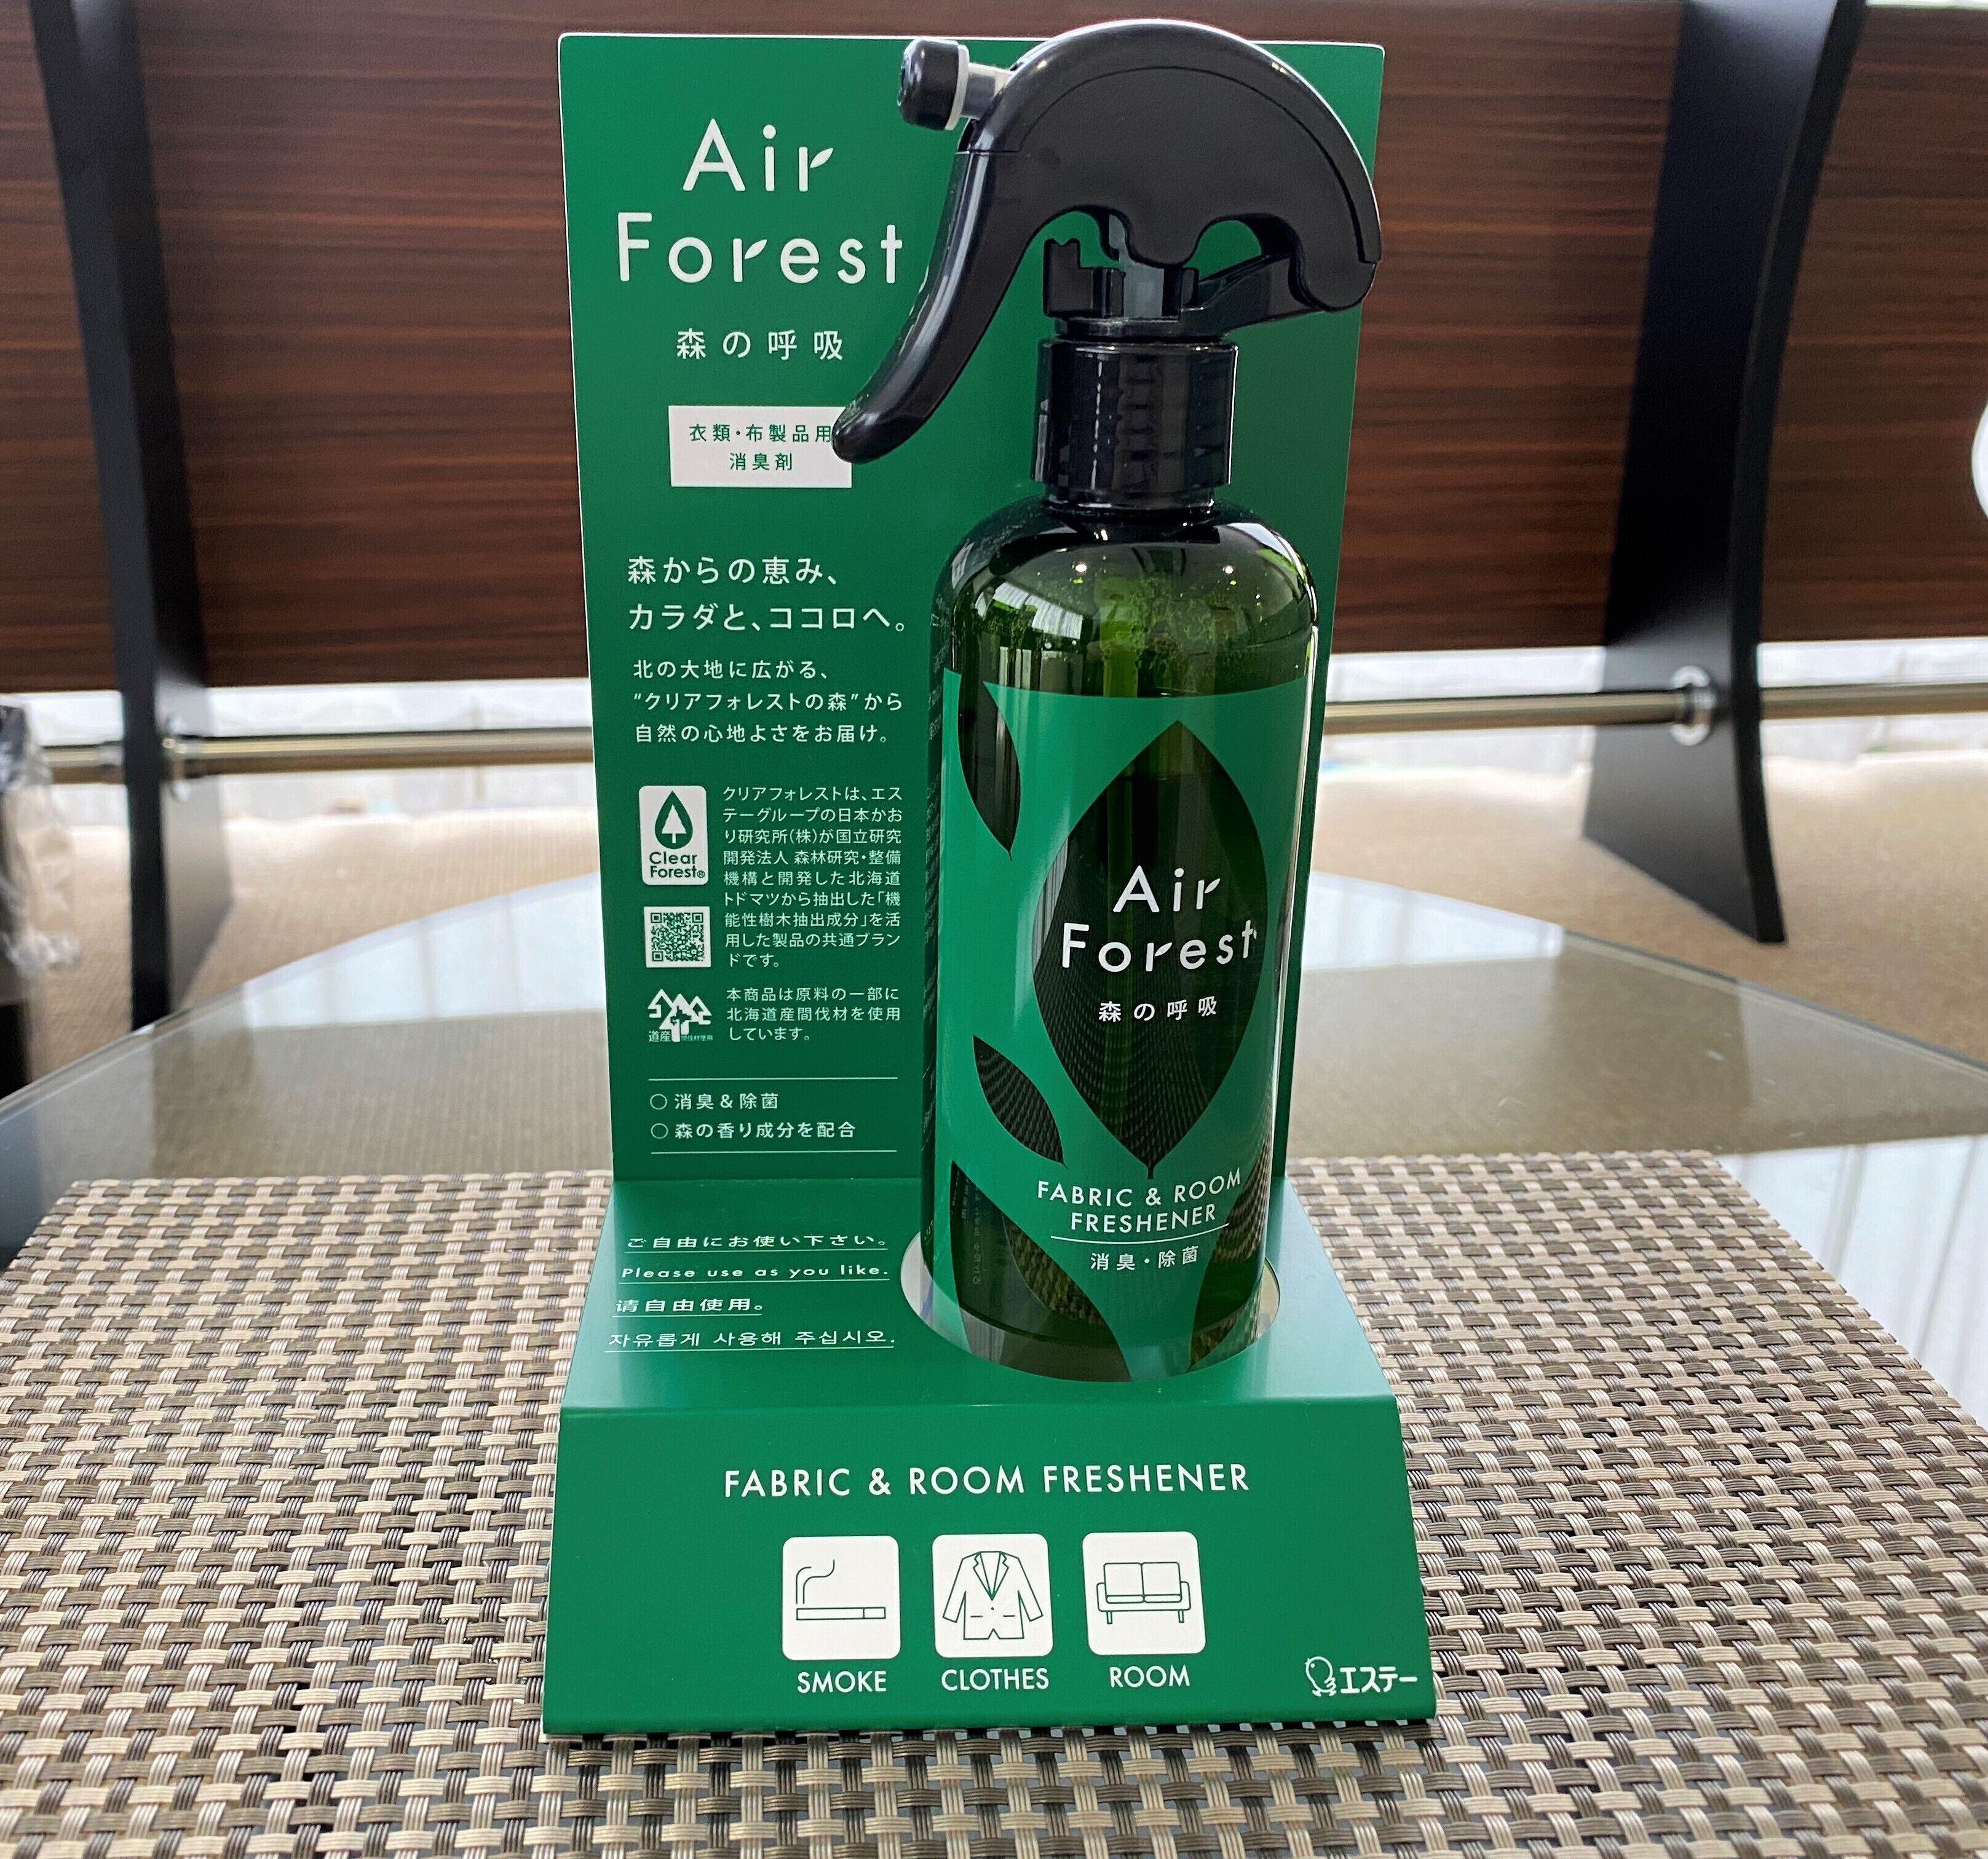 Air
Forest
森の呼吸
衣類・布製品用
消臭剤
森からの恵み、
カラダと、ココロへ。
北の大地に広がる、
“クリアフォレストの森”から
自然の心地よさをお届け。
Clear
Forest®
クリアフォレストは、エス
テーグループの日本かお
り研究所(株)が国立研究
開発法人 森林研究・整備
機構と開発した北海道
トドマツから抽出した「機
能性樹木抽出成分」を活
用した製品の共通ブラン
ドです。
道産 間伐材使用
本商品は原料の一部に
北海道産間伐材を使用
しています。
○ 消臭&除菌
○ 森の香り成分を配合
ご自由にお使い下さい。
Please use as you like.
请自由使用。
자유롭게 사용해 주십시오.
Air
Forest
森の呼吸
FABRIC & ROOM
FRESHENER
消臭・除菌
FABRIC & ROOM FRESHENER
SMOKE CLOTHES ROOM
エステー